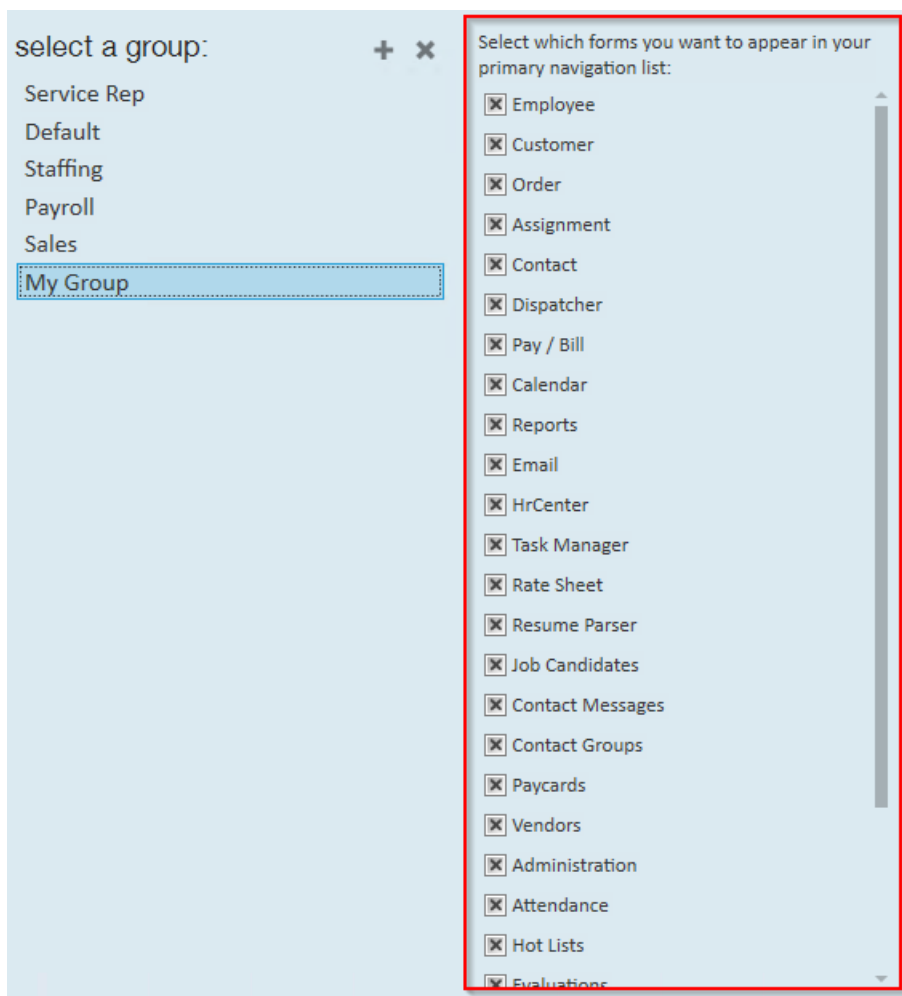 select a group:
Service Rep
Default
Staffing
Payroll
Sales
My Group
Select which forms you want to appear in your
primary navigation list:
Employee
Customer
Order
Assignment
Contact
Dispatcher
Pay / Bill
Calendar
Reports
Email
HrCenter
Task Manager
Rate Sheet
Resume Parser
Job Candidates
Contact Messages
Contact Groups
Paycards
Vendors
Administration
Attendance
Hot Lists
Evaluations